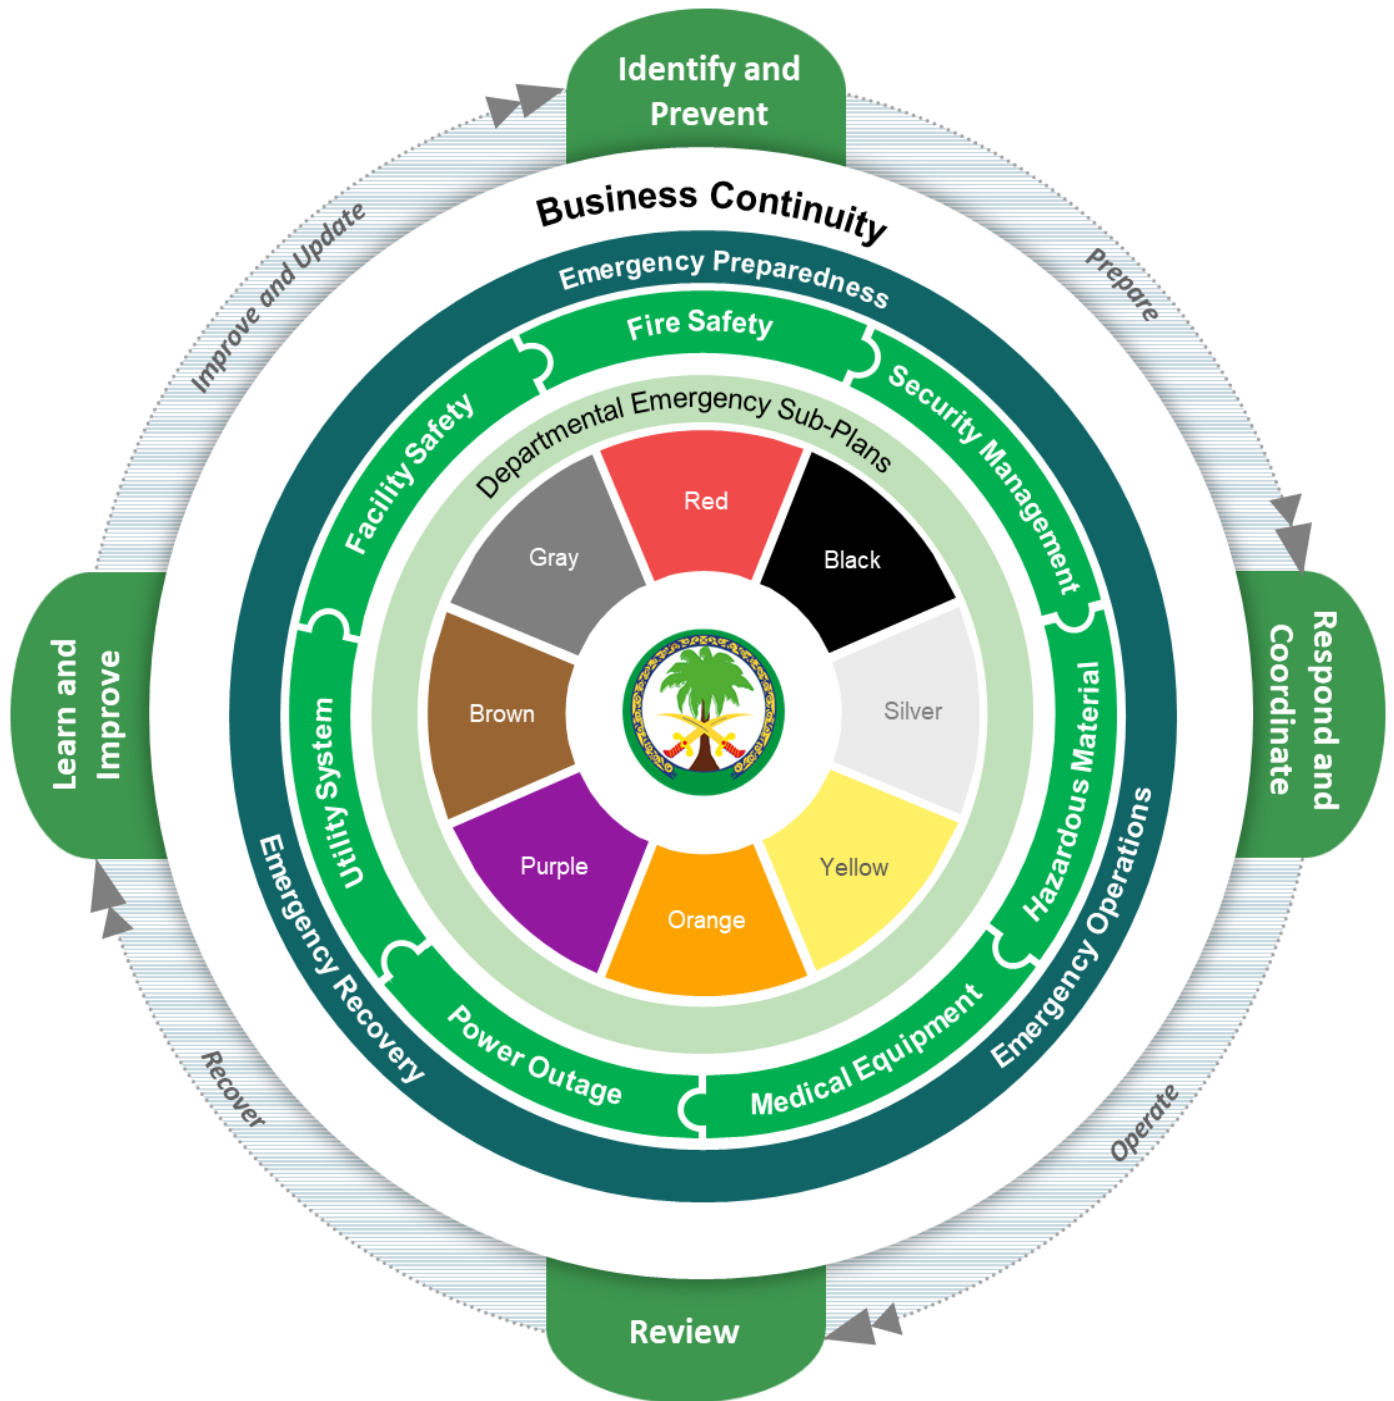 Identify and
Prevent
Business Continuity
Emergency Preparedness
Fire Safety
Departmental Emergency Sub-Plans
Improve and Update
Prepare
Facility Safety
Security Management
Red
Gray
Black
Learn and
Improve
Respond and
Coordinate
Brown
Silver
Utility System
Hazardous Material
Purple
Yellow
Orange
Emergency Recovery
Emergency Operations
Power Outage
Medical Equipment
Recover
Operate
Review